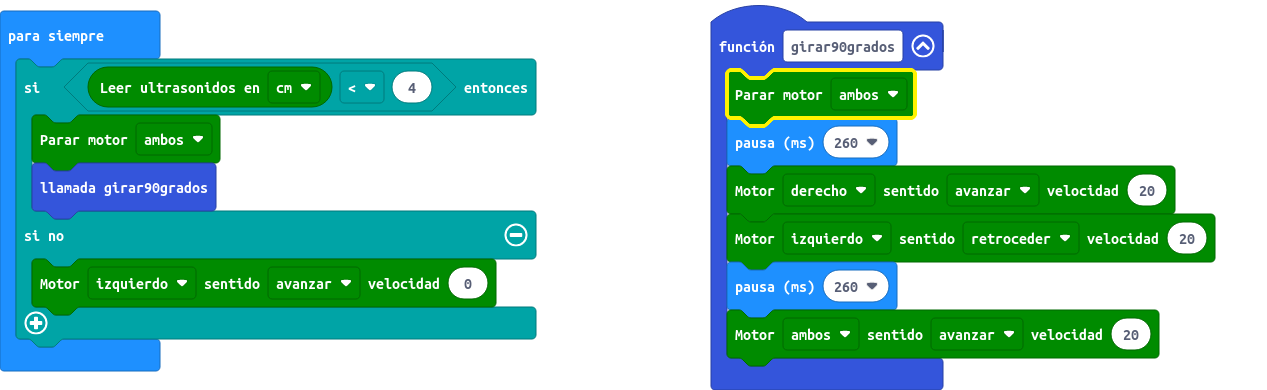 para siempre
si Leer ultrasonidos en cm < 4 entonces
Parar motor ambos
llamada girar90grados
si no
Motor izquierdo sentido avanzar velocidad 0
función girar90grados
Parar motor ambos
pausa (ms) 260
Motor derecho sentido avanzar velocidad 20
Motor izquierdo sentido retroceder velocidad 20
pausa (ms) 260
Motor ambos sentido avanzar velocidad 20